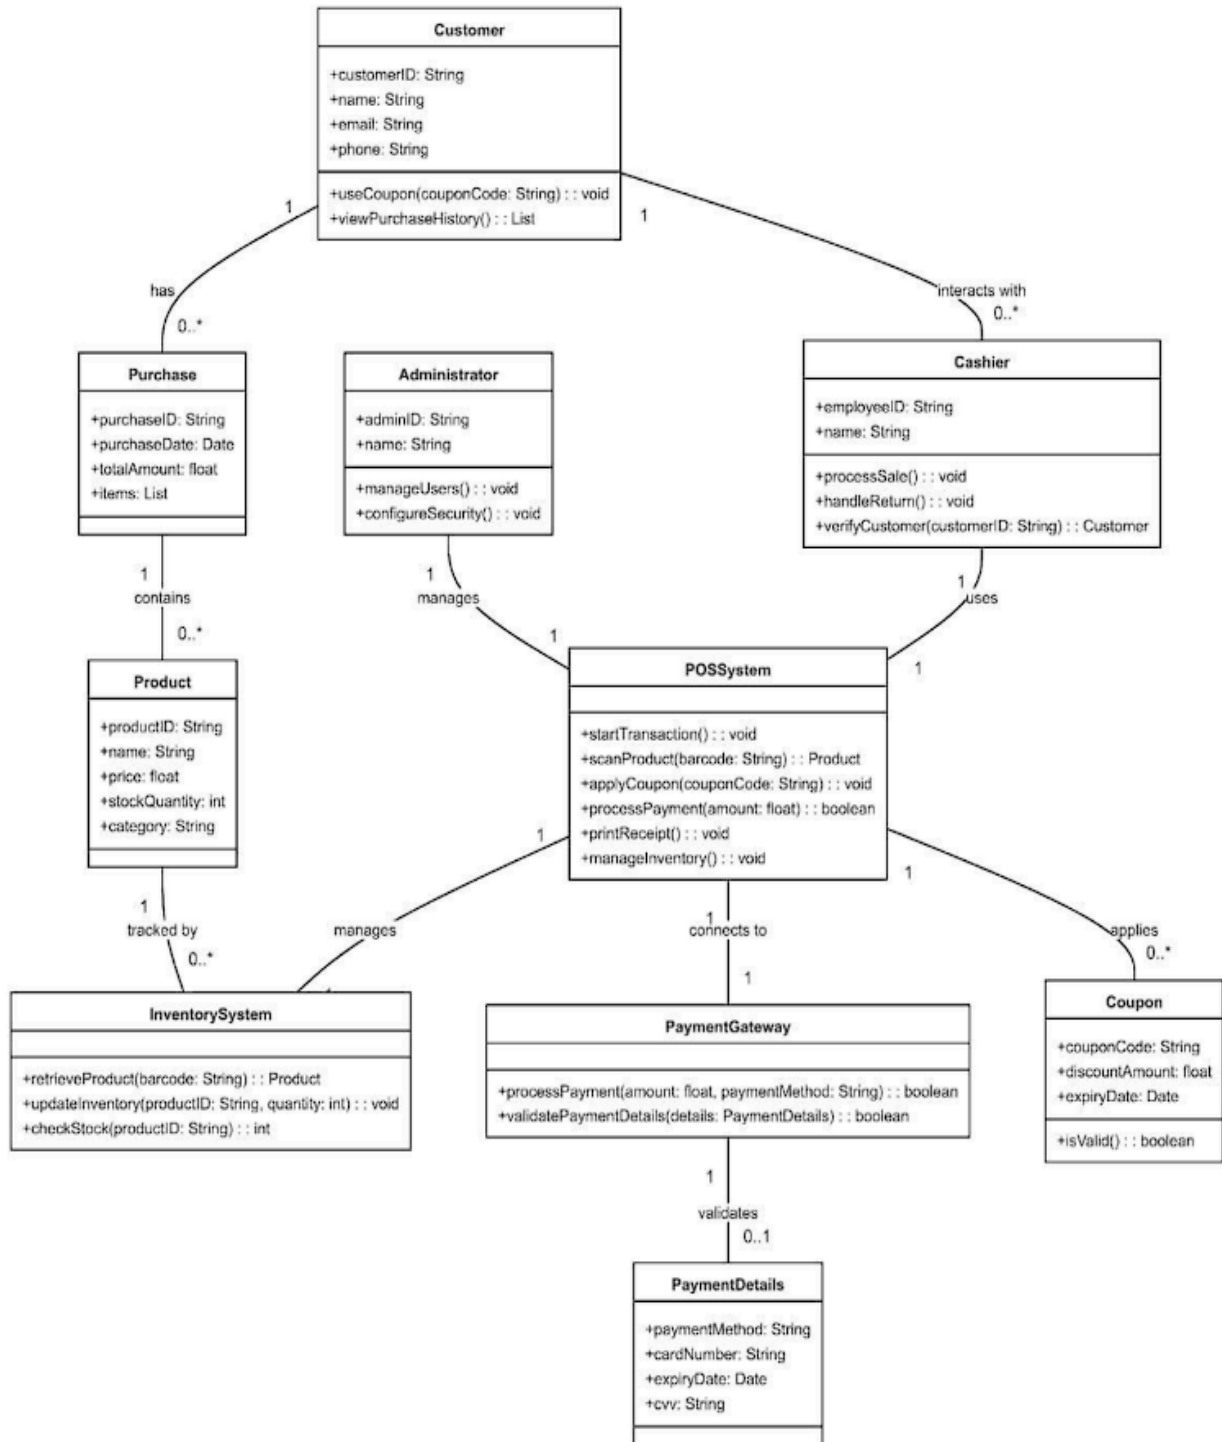 Customer
+customerID: String
+name: String
+email: String
+phone: String
+useCoupon(couponCode: String) : : void
+viewPurchaseHistory() : : List
1
1
has
interacts with
0..*
0..*
Purchase
+purchaseID: String
+purchaseDate: Date
+totalAmount: float
+items: List
Administrator
+adminID: String
+name: String
+manageUsers() : : void
+configureSecurity() : : void
Cashier
+employeeID: String
+name: String
+processSale() : : void
+handleReturn() : : void
+verifyCustomer(customerID: String) : : Customer
1
contains
0..*
1
manages
1
1
uses
1
Product
+productID: String
+name: String
+price: float
+stockQuantity: int
+category: String
POSSystem
+startTransaction() : : void
+scanProduct(barcode: String) : : Product
+applyCoupon(couponCode: String) : : void
+processPayment(amount: float) : : boolean
+printReceipt() : : void
+manageInventory() : : void
1
tracked by
0..*
1
manages
1
connects to
1
1
applies
0..*
InventorySystem
+retrieveProduct(barcode: String) : : Product
+updateInventory(productID: String, quantity: int) : : void
+checkStock(productID: String) : : int
PaymentGateway
+processPayment(amount: float, paymentMethod: String) : : boolean
+validatePaymentDetails(details: PaymentDetails) : : boolean
Coupon
+couponCode: String
+discountAmount: float
+expiryDate: Date
+isValid() : : boolean
1
validates
0..1
PaymentDetails
+paymentMethod: String
+cardNumber: String
+expiryDate: Date
+cvv: String